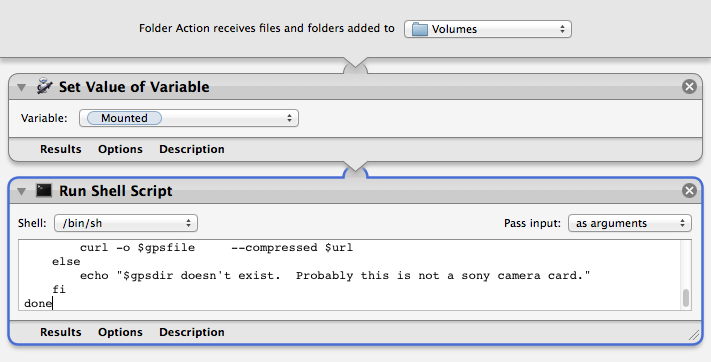 Folder Action receives files and folders added to Volumes
Set Value of Variable
Variable: Mounted
Results Options Description
Run Shell Script
Shell: /bin/sh Pass input: as arguments
curl -o $gpsfile     --compressed $url
else
echo "$gpsdir doesn't exist.  Probably this is not a sony camera card."
fi
done
Results Options Description